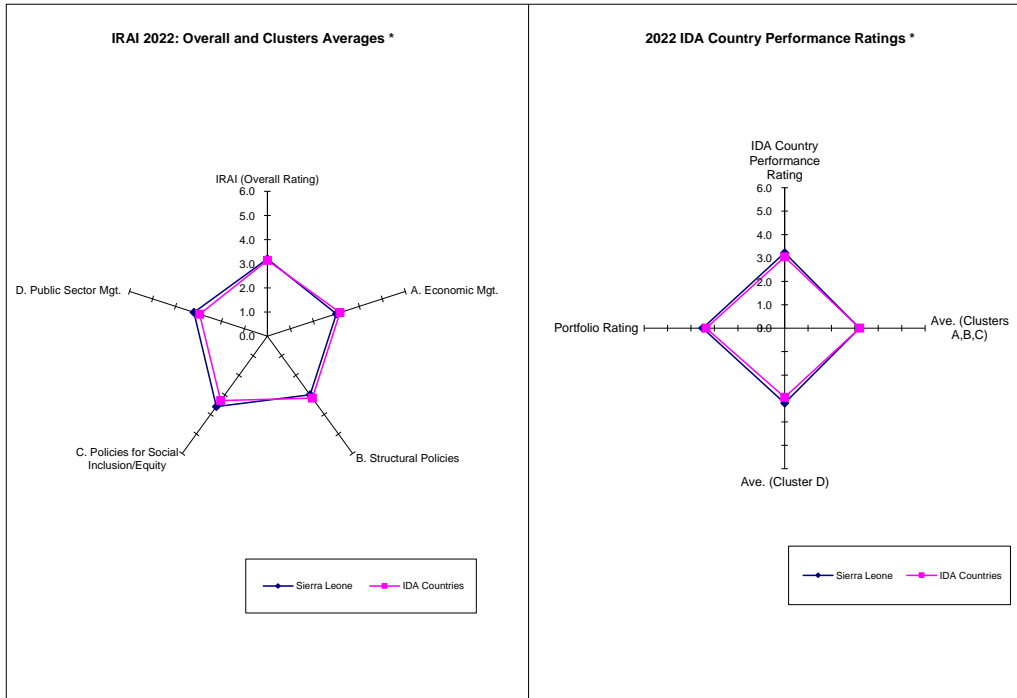 IRAI 2022: Overall and Clusters Averages *
IRAI (Overall Rating)
6.0
5.0
4.0
3.0
2.0
1.0
0.0
A. Economic Mgt.
B. Structural Policies
C. Policies for Social
Inclusion/Equity
D. Public Sector Mgt.
Sierra Leone
IDA Countries
2022 IDA Country Performance Ratings *
IDA Country
Performance
Rating
6.0
5.0
4.0
3.0
2.0
1.0
0.0
Ave. (Clusters
A,B,C)
Ave. (Cluster D)
Portfolio Rating
Sierra Leone
IDA Countries